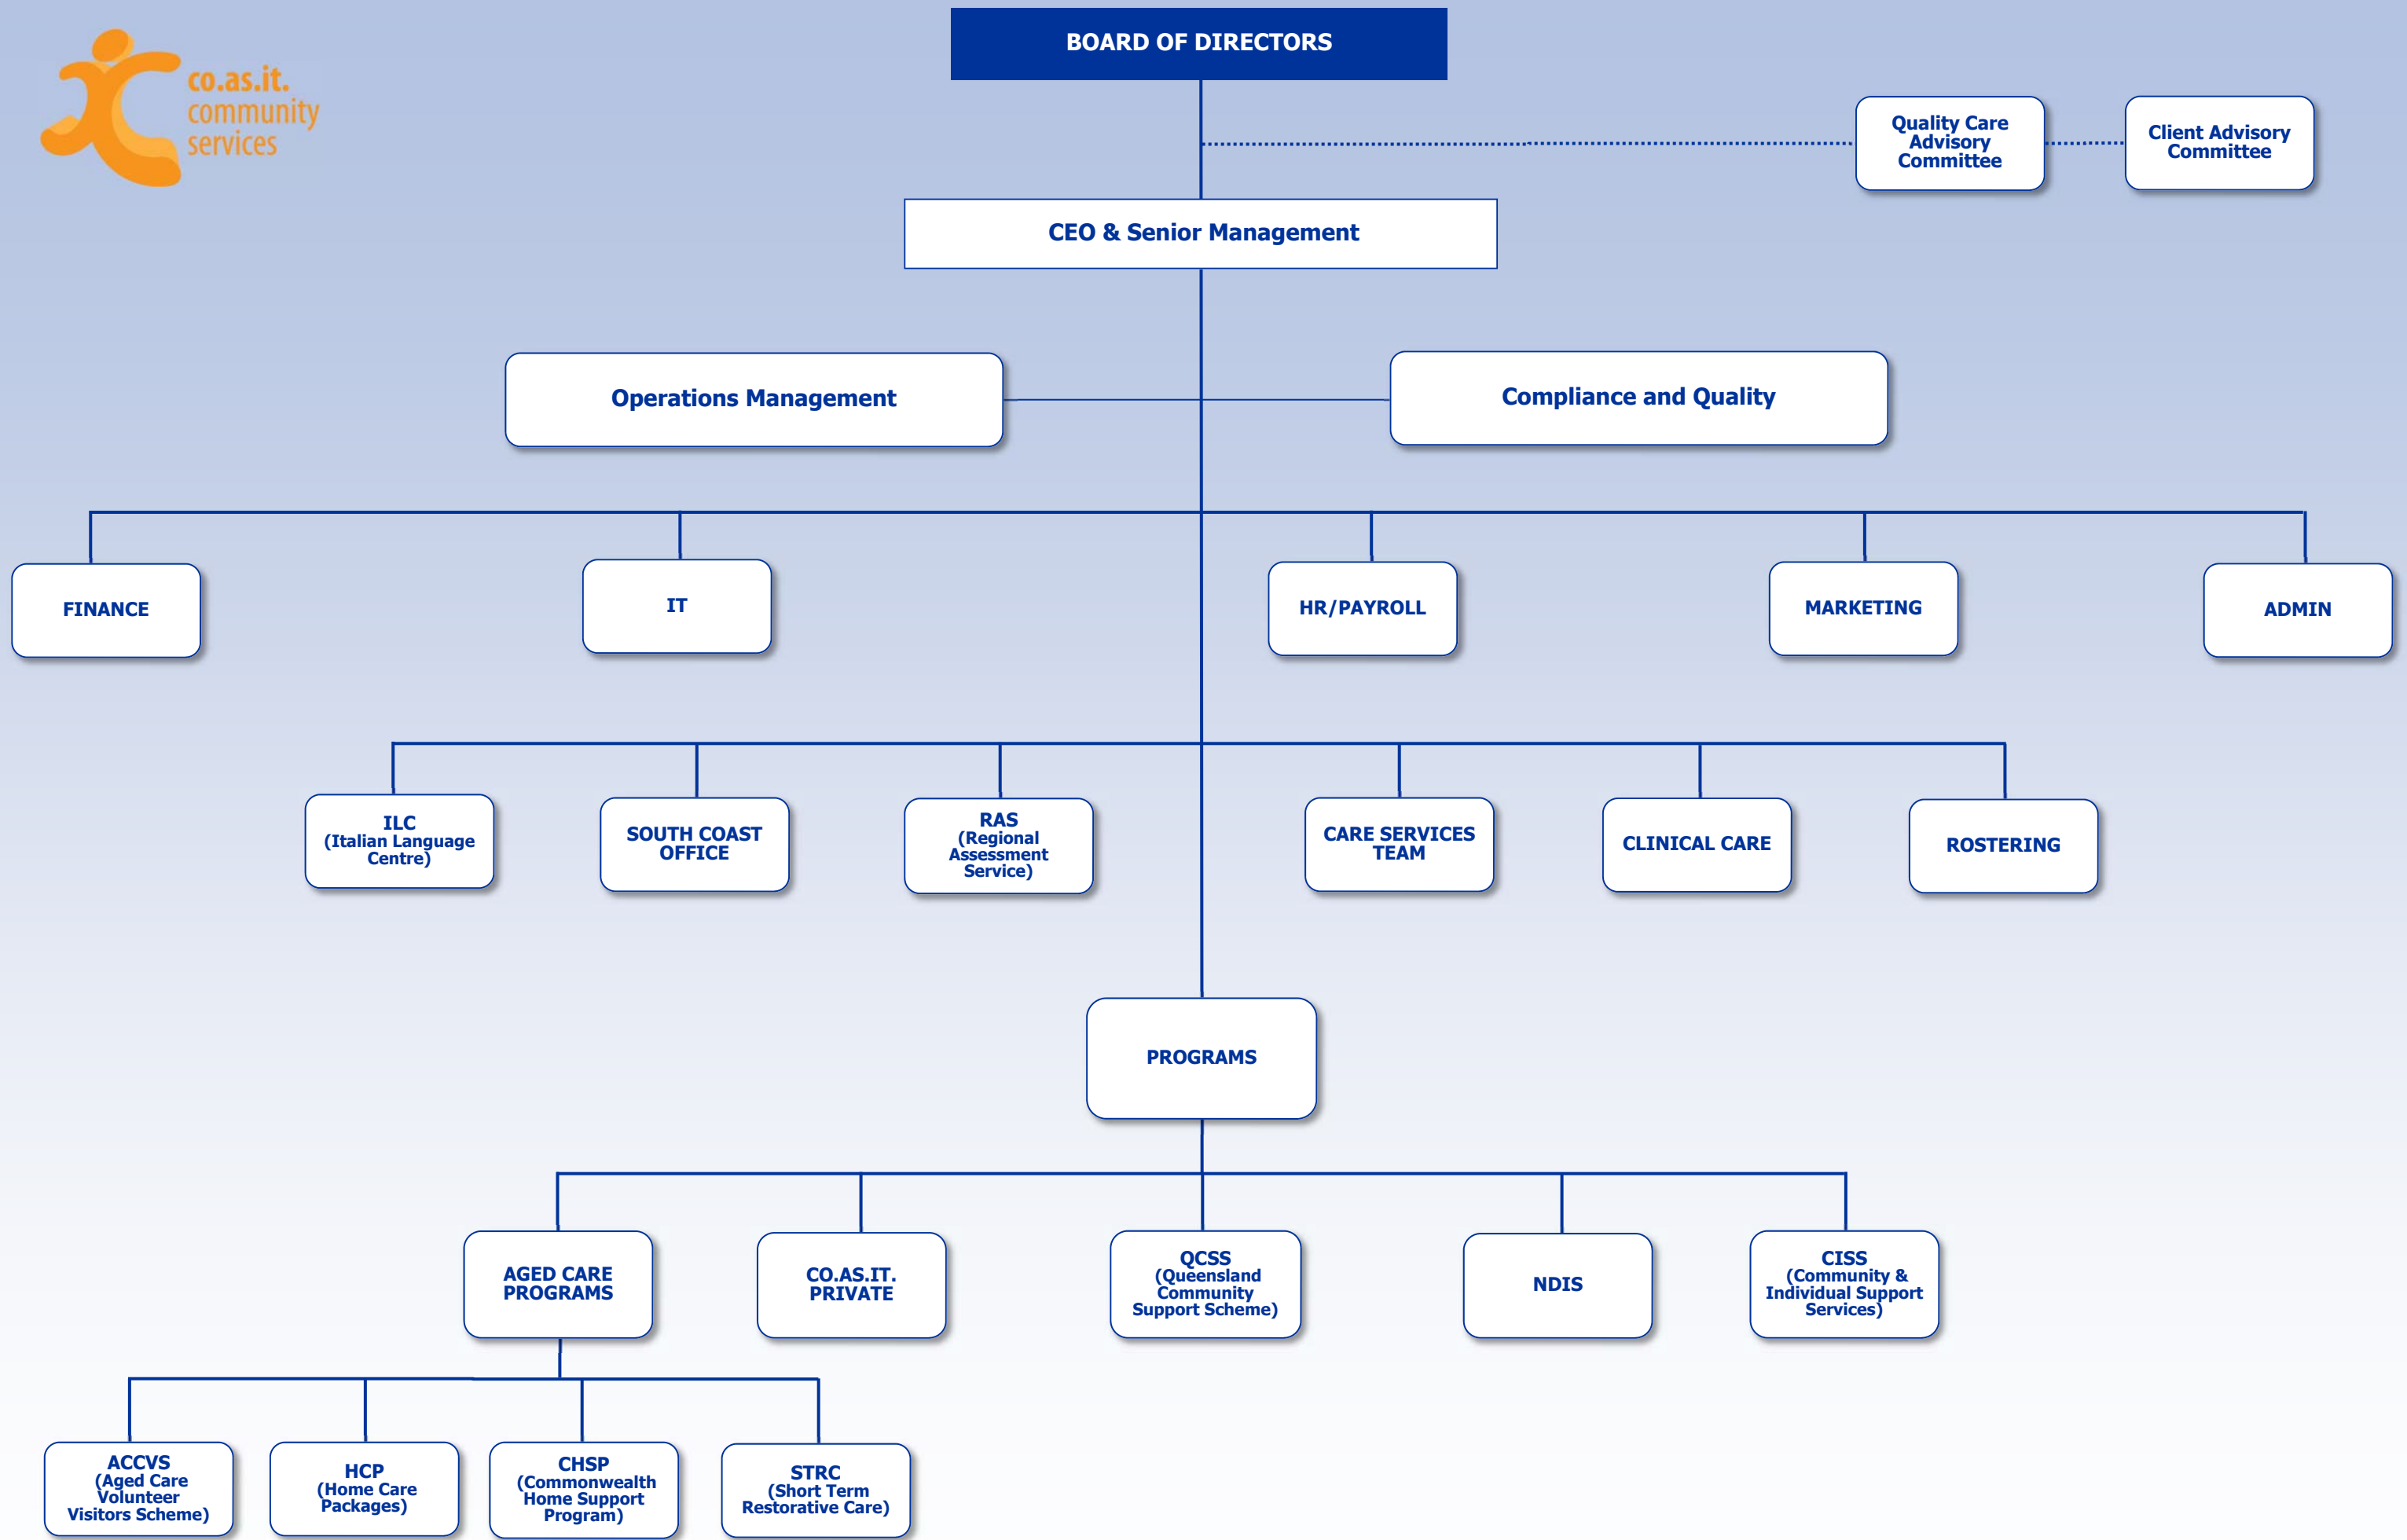 co.as.it.
community
services
BOARD OF DIRECTORS
Quality Care
Advisory
Committee
Client Advisory
Committee
CEO & Senior Management
Operations Management
Compliance and Quality
FINANCE
IT
HR/PAYROLL
MARKETING
ADMIN
ILC
(Italian Language
Centre)
SOUTH COAST
OFFICE
RAS
(Regional
Assessment
Service)
CARE SERVICES
TEAM
CLINICAL CARE
ROSTERING
PROGRAMS
AGED CARE
PROGRAMS
CO.AS.IT.
PRIVATE
QCSS
(Queensland
Community
Support Scheme)
NDIS
CISS
(Community &
Individual Support
Services)
ACCVS
(Aged Care
Volunteer
Visitors Scheme)
HCP
(Home Care
Packages)
CHSP
(Commonwealth
Home Support
Program)
STRC
(Short Term
Restorative Care)